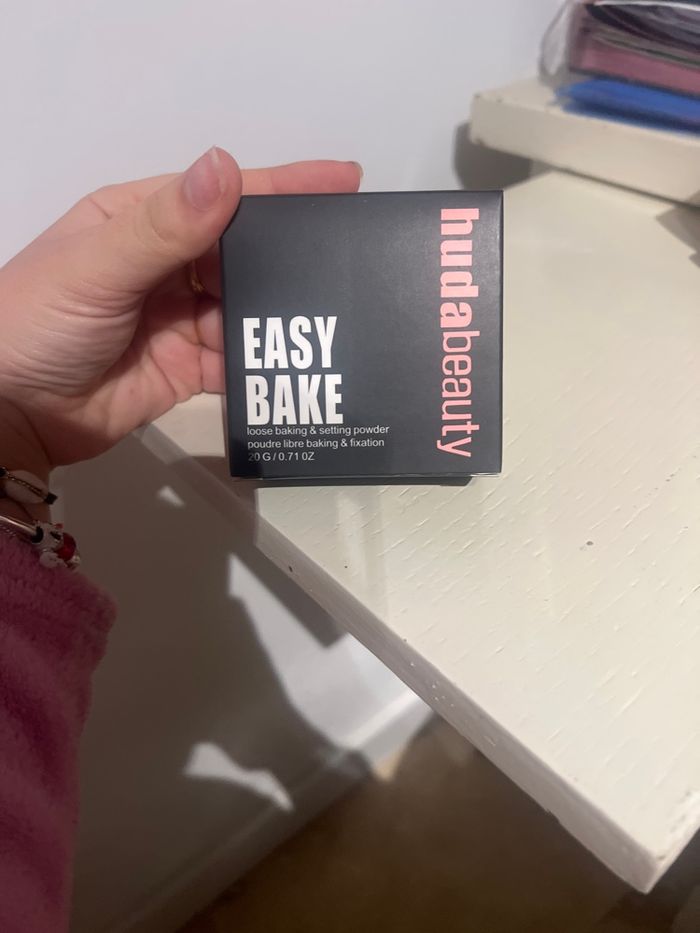 hudabeauty
EASY
BAKE
loose baking & setting powder
poudre libre baking & fixation
20 G / 0.71 OZ